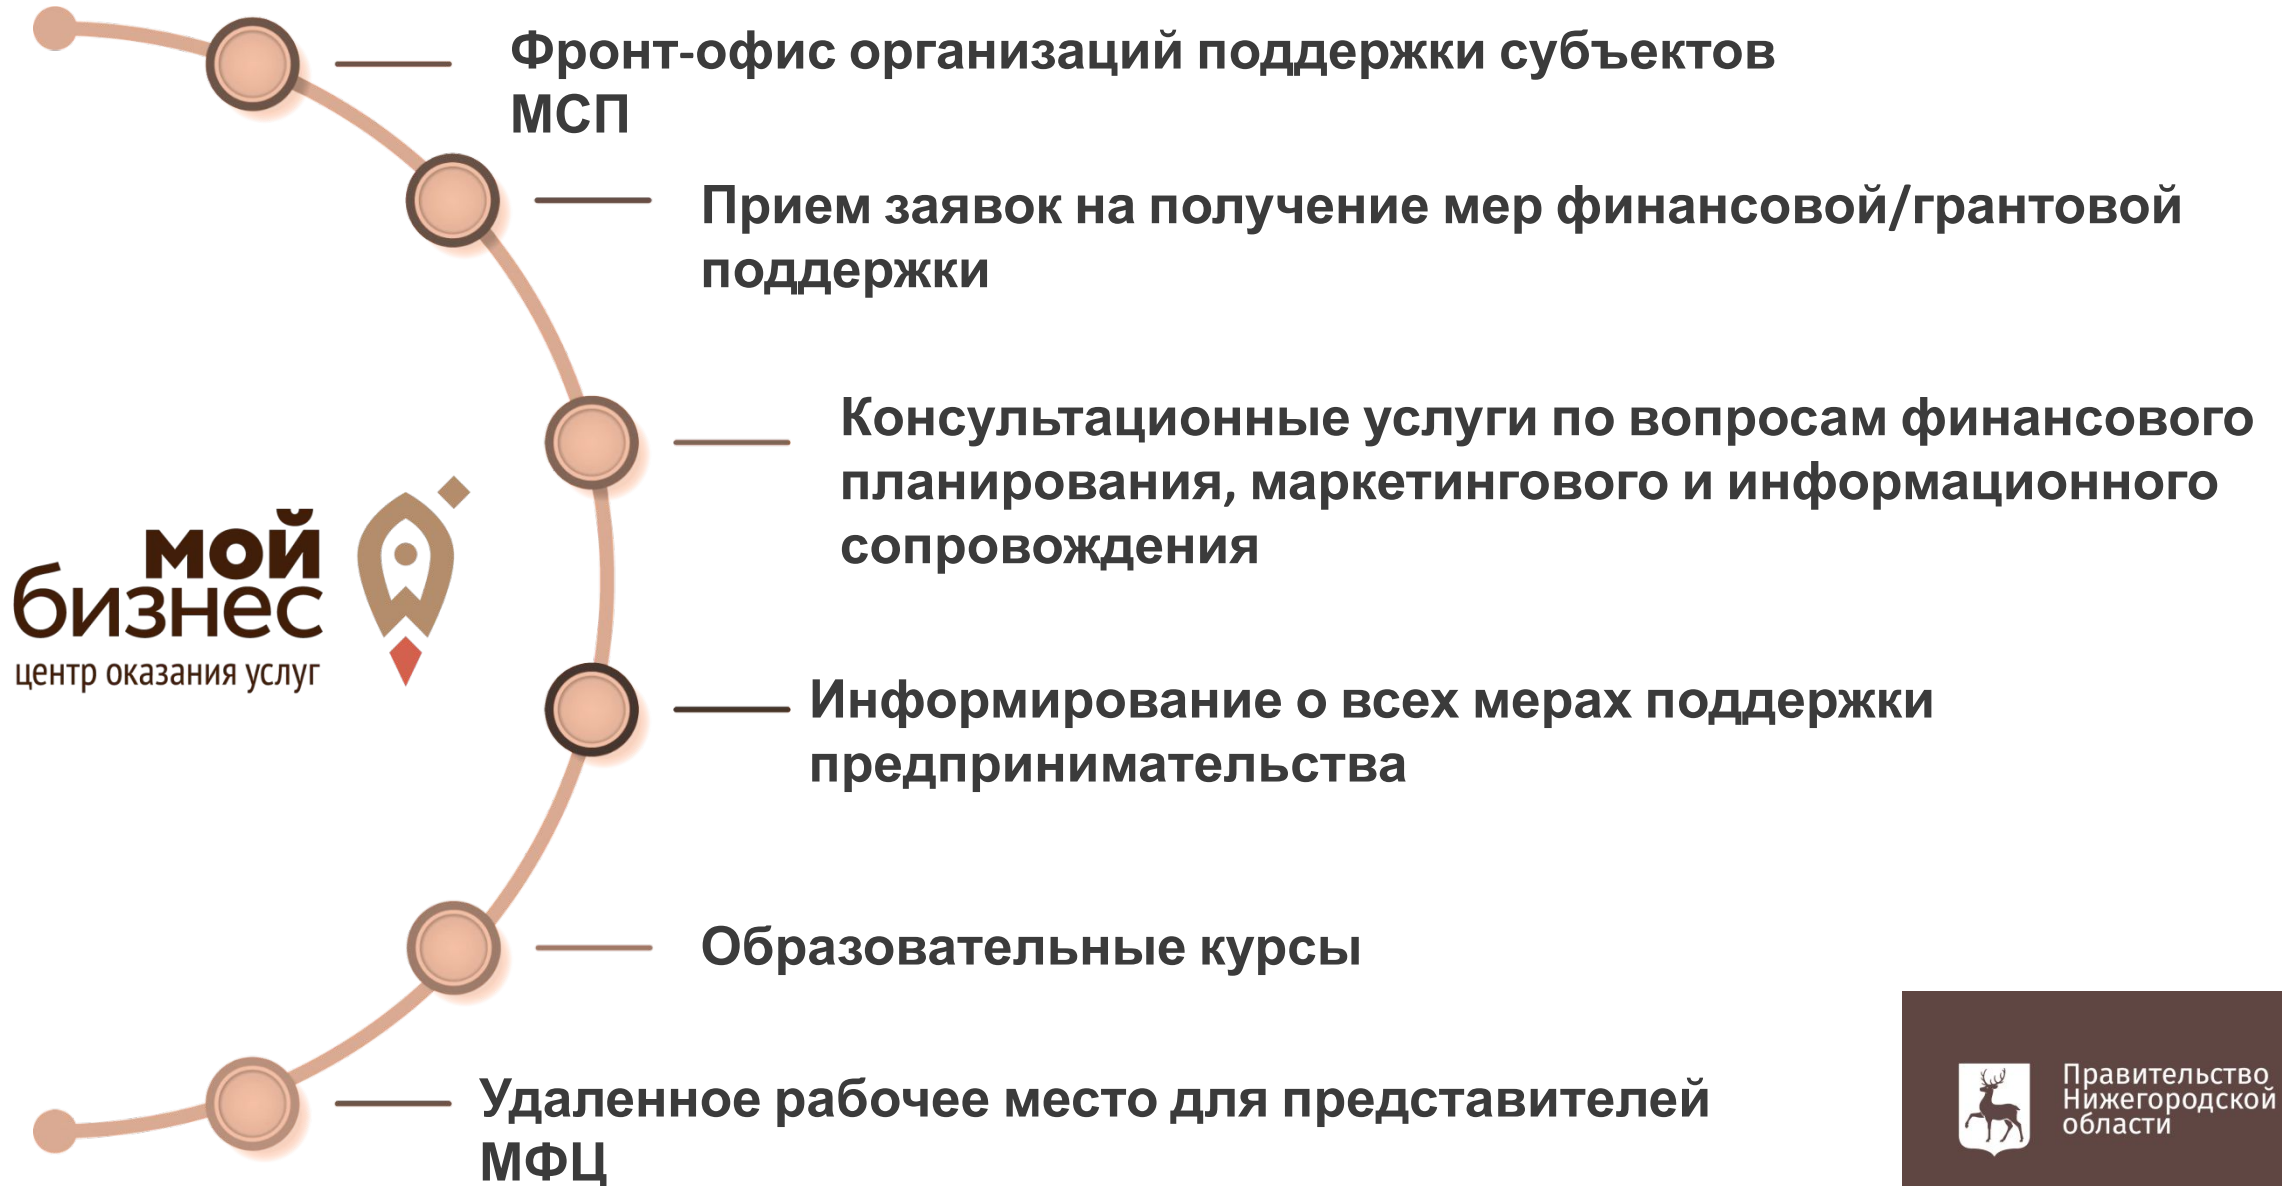 Фронт-офис организаций поддержки субъектов
МСП
Прием заявок на получение мер финансовой/грантовой
поддержки
Консультационные услуги по вопросам финансового
планирования, маркетингового и информационного
сопровождения
мой
бизнес
центр оказания услуг
Информирование о всех мерах поддержки
предпринимательства
Образовательные курсы
Удаленное рабочее место для представителей
МФЦ
Правительство
Нижегородской
области